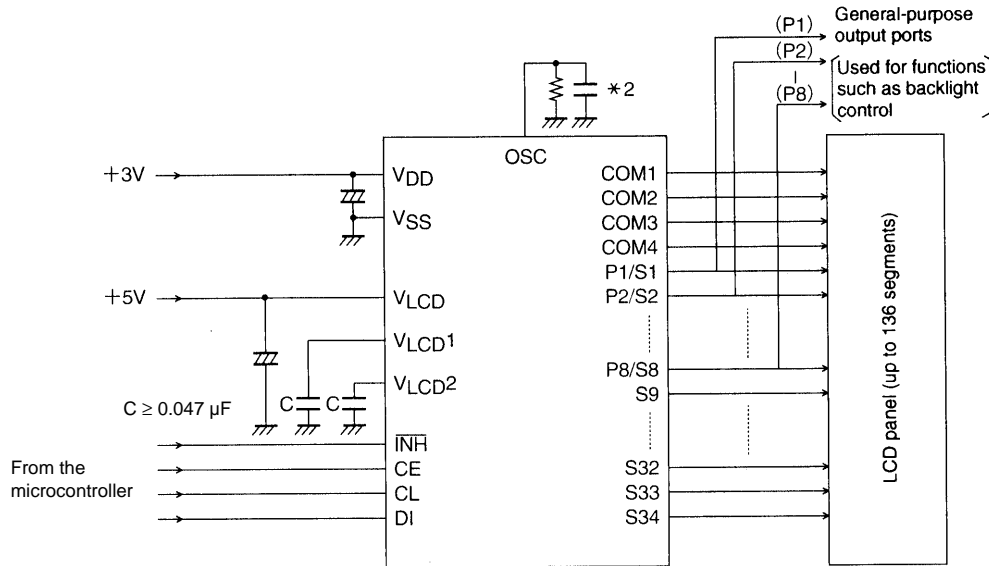 General-purpose
output ports
(P1)
(P2)
(P8)
Used for functions
such as backlight
control
*2
OSC
+3V
VDD
VSS
+5V
VLCD
VLCD1
VLCD2
C
C
C ≥ 0.047 µF
From the
microcontroller
INH
CE
CL
DI
COM1
COM2
COM3
COM4
P1/S1
P2/S2
P8/S8
S9
S32
S33
S34
LCD panel (up to 136 segments)